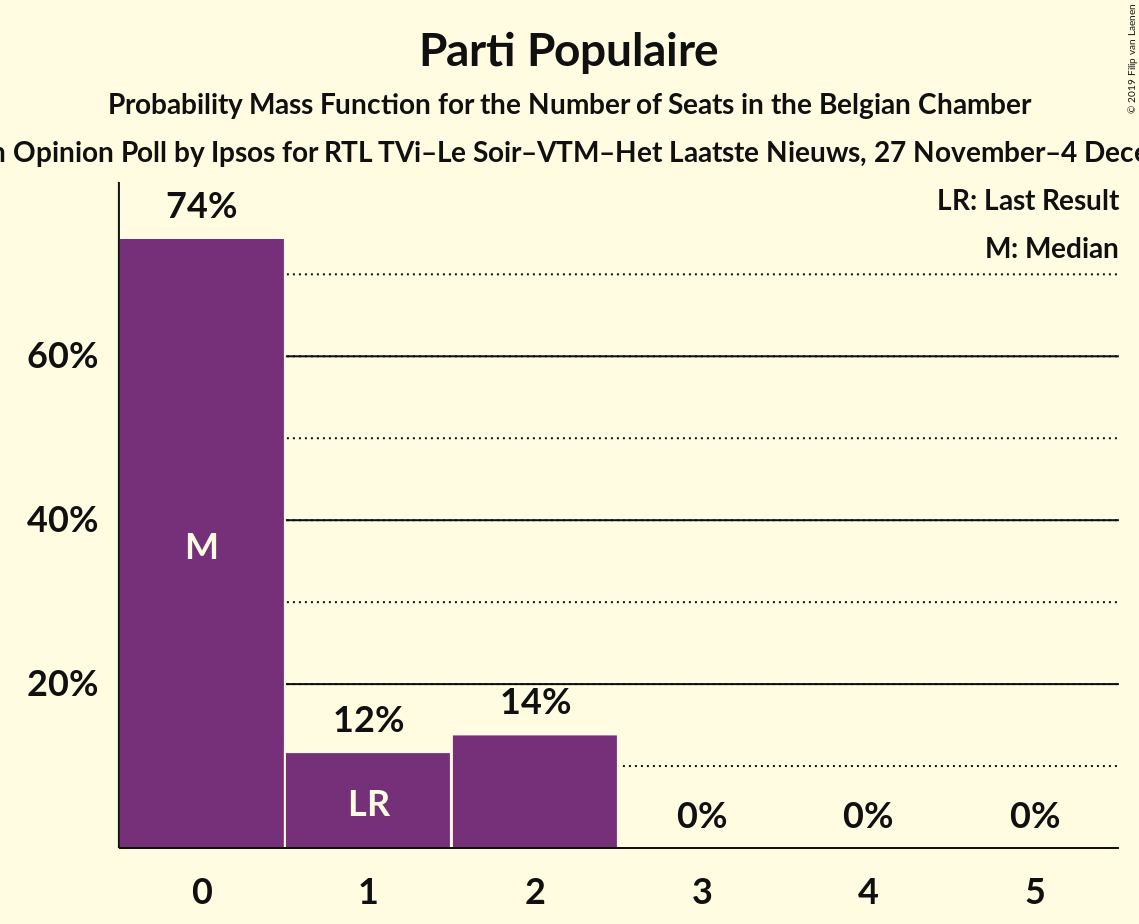 Parti Populaire
Probability Mass Function for the Number of Seats in the Belgian Chamber
Opinion Poll by Ipsos for RTL TVi–Le Soir–VTM–Het Laatste Nieuws, 27 November–4
© 2019 Filip van Laenen
LR: Last Result
M: Median
74%
60%
40%
20%
M
12%
LR
14%
0%
0%
0%
0
1
2
3
4
5